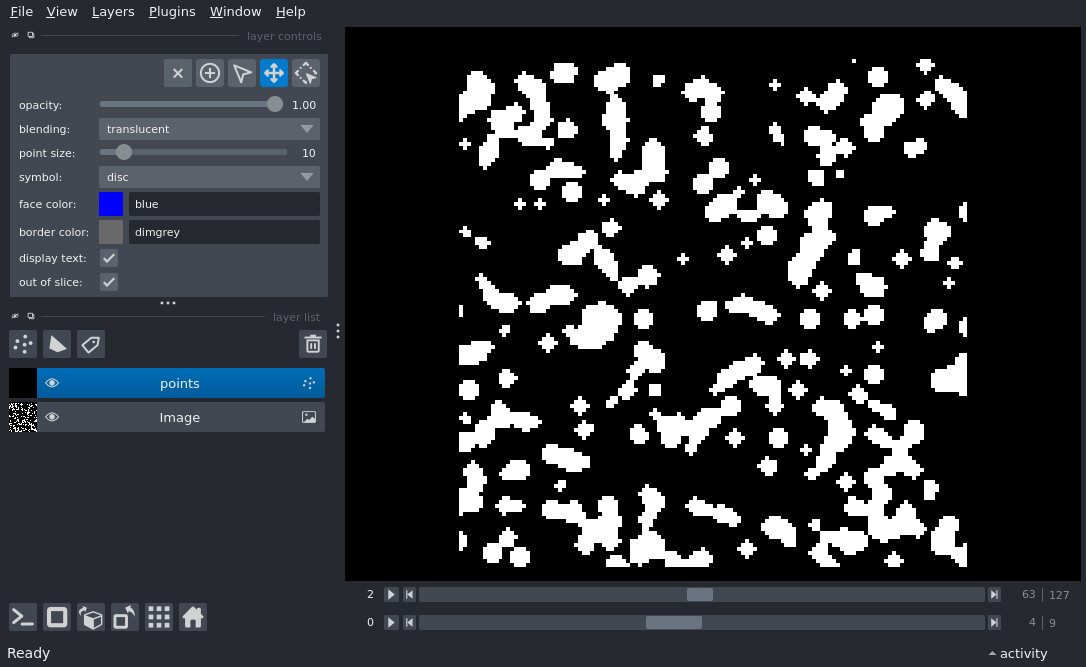 File View Layers Plugins Window Help
layer controls
opacity: 1.00
blending: translucent
point size: 10
symbol: disc
face color: blue
border color: dimgrey
display text:
out of slice:
layer list
points
Image
2 63 | 127
0 4 | 9
Ready activity